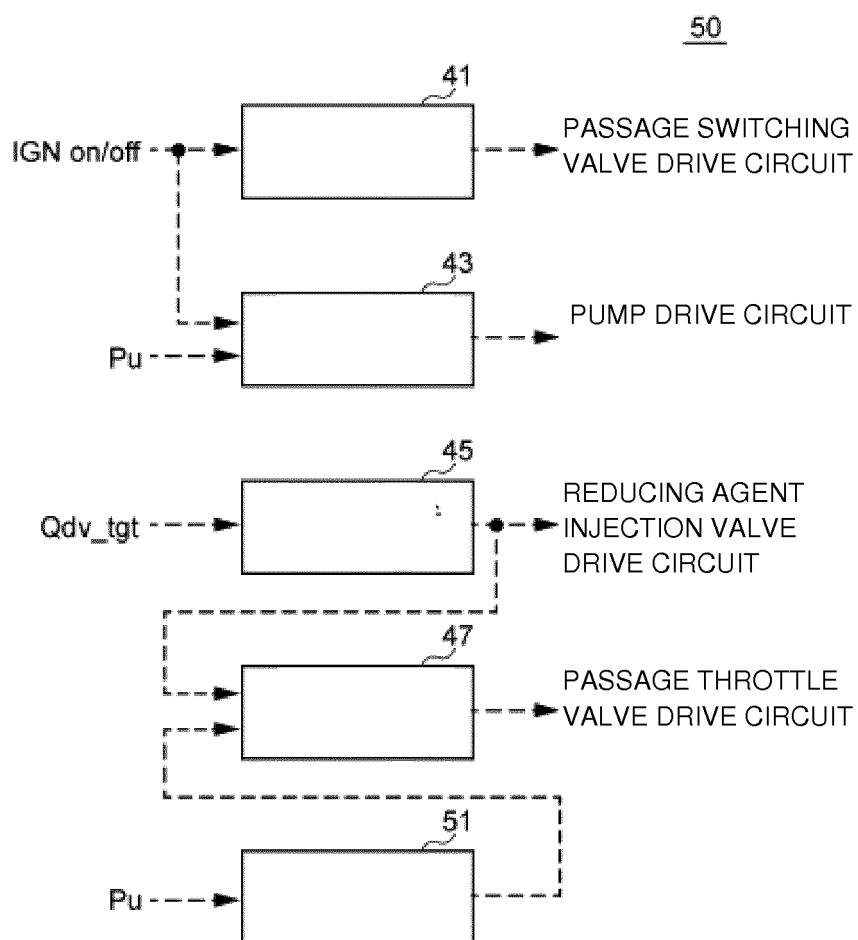 50
41
IGN on/off
PASSAGE SWITCHING
VALVE DRIVE CIRCUIT
43
PUMP DRIVE CIRCUIT
Pu
45
Qdv_tgt
REDUCING AGENT
INJECTION VALVE
DRIVE CIRCUIT
47
PASSAGE THROTTLE
VALVE DRIVE CIRCUIT
51
Pu